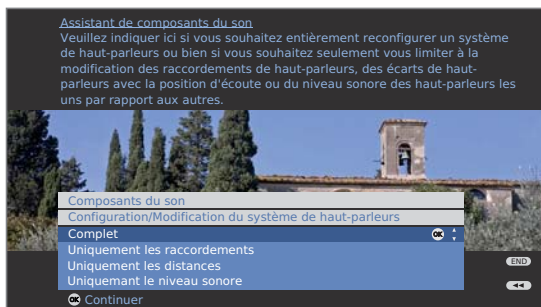 Assistant de composants du son
Veuillez indiquer ici si vous souhaitez entièrement reconfigurer un système
de haut-parleurs ou bien si vous souhaitez seulement vous limiter à la
modification des raccordements de haut-parleurs, des écarts de haut-
parleurs avec la position d'écoute ou du niveau sonore des haut-parleurs les
uns par rapport aux autres.
Composants du son
Configuration/Modification du système de haut-parleurs
Complet OK
Uniquement les raccordements
Uniquement les distances
END
Uniquemant le niveau sonore
OK Continuer